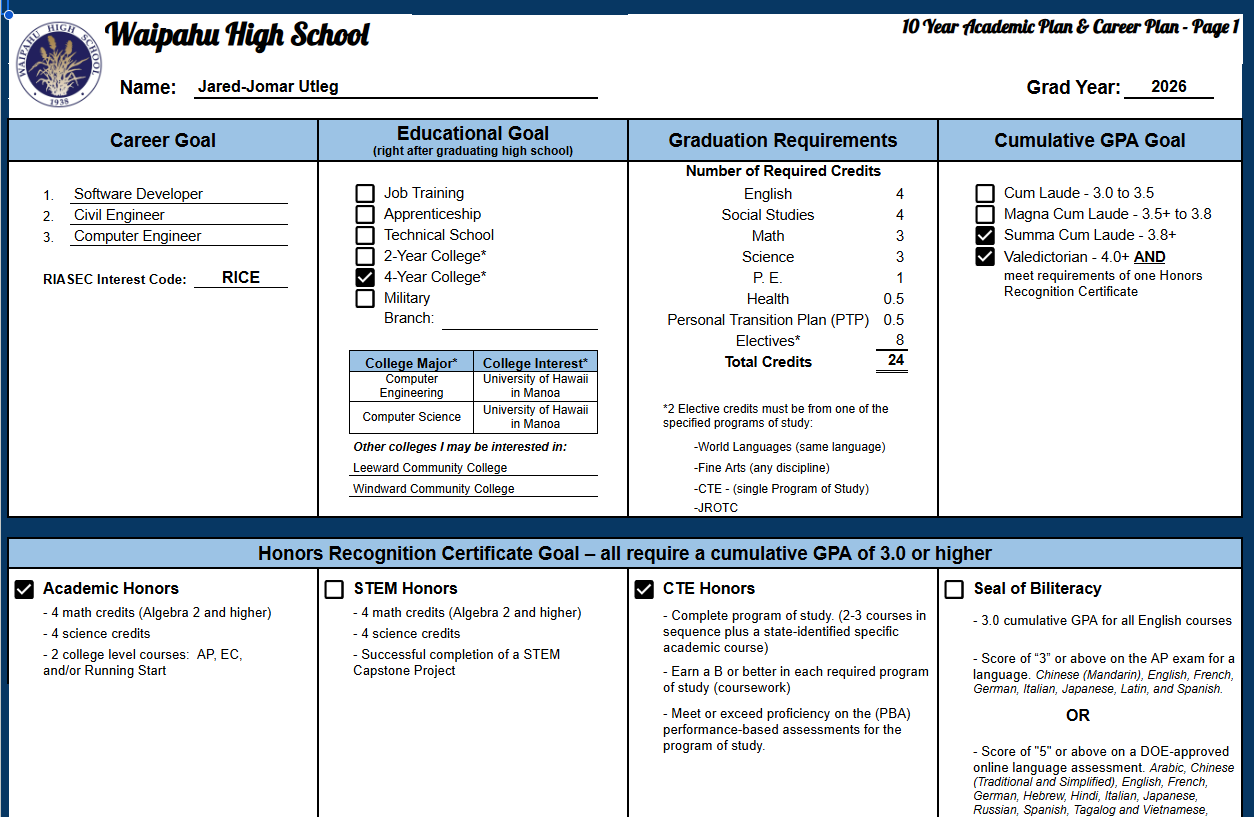 WAIPAHU HIGH SCHOOL
1938
Waipahu High School
10 Year Academic Plan & Career Plan - Page 1
Name: Jared-Jomar Utleg
Grad Year: 2026
Career Goal
1. Software Developer
2. Civil Engineer
3. Computer Engineer
RIASEC Interest Code: RICE
Educational Goal
(right after graduating high school)
Job Training
Apprenticeship
Technical School
2-Year College*
4-Year College*
Military
Branch:
College Major* College Interest*
Computer Engineering University of Hawaii in Manoa
Computer Science University of Hawaii in Manoa
Other colleges I may be interested in:
Leeward Community College
Windward Community College
Graduation Requirements
Number of Required Credits
English 4
Social Studies 4
Math 3
Science 3
P. E. 1
Health 0.5
Personal Transition Plan (PTP) 0.5
Electives* 8
Total Credits 24
*2 Elective credits must be from one of the
specified programs of study:
-World Languages (same language)
-Fine Arts (any discipline)
-CTE - (single Program of Study)
-JROTC
Cumulative GPA Goal
Cum Laude - 3.0 to 3.5
Magna Cum Laude - 3.5+ to 3.8
Summa Cum Laude - 3.8+
Valedictorian - 4.0+ AND
meet requirements of one Honors
Recognition Certificate
Honors Recognition Certificate Goal – all require a cumulative GPA of 3.0 or higher
Academic Honors
- 4 math credits (Algebra 2 and higher)
- 4 science credits
- 2 college level courses: AP, EC,
and/or Running Start
STEM Honors
- 4 math credits (Algebra 2 and higher)
- 4 science credits
- Successful completion of a STEM
Capstone Project
CTE Honors
- Complete program of study. (2-3 courses in
sequence plus a state-identified specific
academic course)
- Earn a B or better in each required program
of study (coursework)
- Meet or exceed proficiency on the (PBA)
performance-based assessments for the
program of study.
Seal of Biliteracy
- 3.0 cumulative GPA for all English courses
- Score of “3” or above on the AP exam for a
language. Chinese (Mandarin), English, French,
German, Italian, Japanese, Latin, and Spanish.
OR
- Score of "5" or above on a DOE-approved
online language assessment. Arabic, Chinese
(Traditional and Simplified), English, French,
German, Hebrew, Hindi, Italian, Japanese,
Russian, Spanish, Tagalog and Vietnamese,